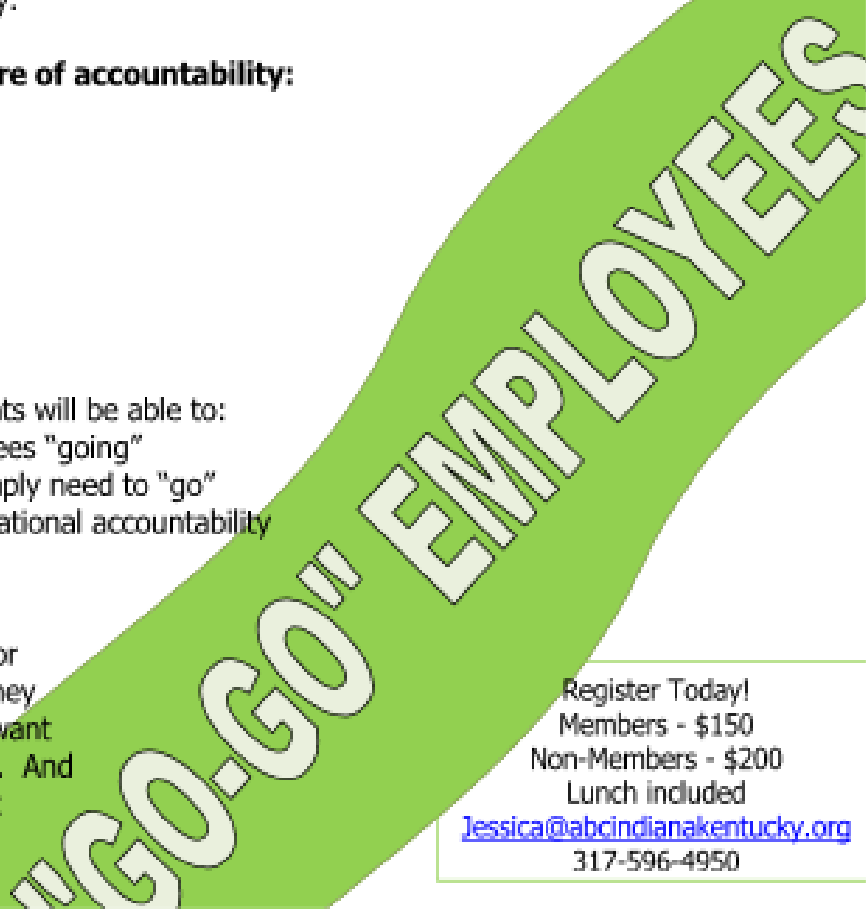 y.
re of accountability:
ts will be able to:
ees “going”
ply need to “go”
ational accountability
or
hey
want
. And
"GO-GO" EMPLOYEES
Register Today!
Members - $150
Non-Members - $200
Lunch included
Jessica@abcindianakentucky.org
317-596-4950